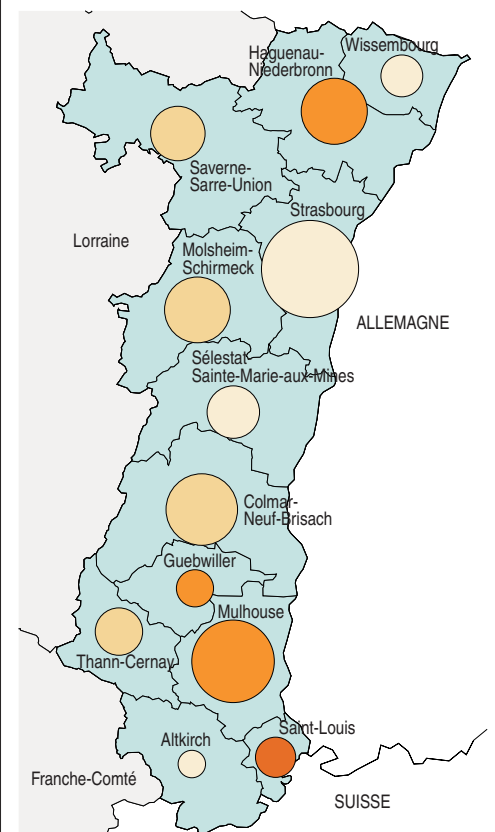 Wissembourg
Haguenau-
Niederbronn
Saverne-
Sarre-Union
Strasbourg
Lorraine
Molsheim-
Schirmeck
ALLEMAGNE
Sélestat-
Sainte-Marie-aux-Mines
Colmar-
Neuf-Brisach
Guebwiller
Mulhouse
Thann-Cernay
Saint-Louis
Altkirch
Franche-Comté
SUISSE